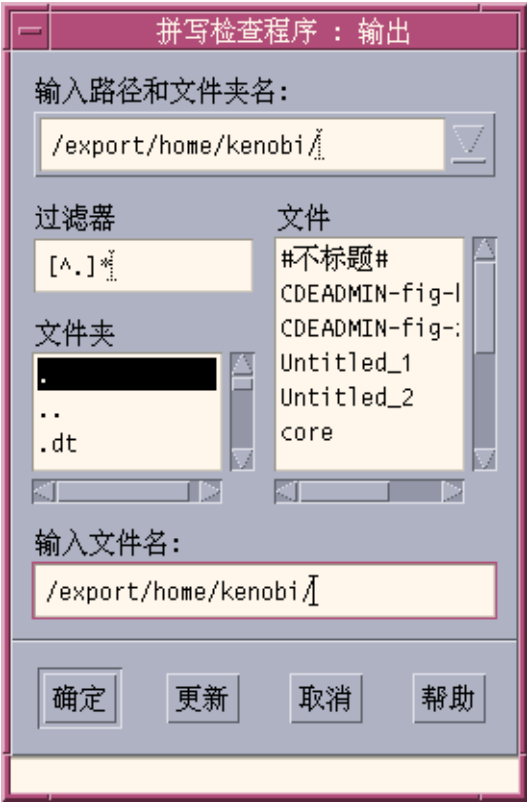 拼写检查程序 : 输出
输入路径和文件夹名:
/export/home/kenobi/
过滤器
[^.]*
文件夹
.
..
.dt
文件
#不标题#
CDEADMIN-fig-
CDEADMIN-fig-
Untitled_1
Untitled_2
core
输入文件名:
/export/home/kenobi/
确定
更新
取消
帮助